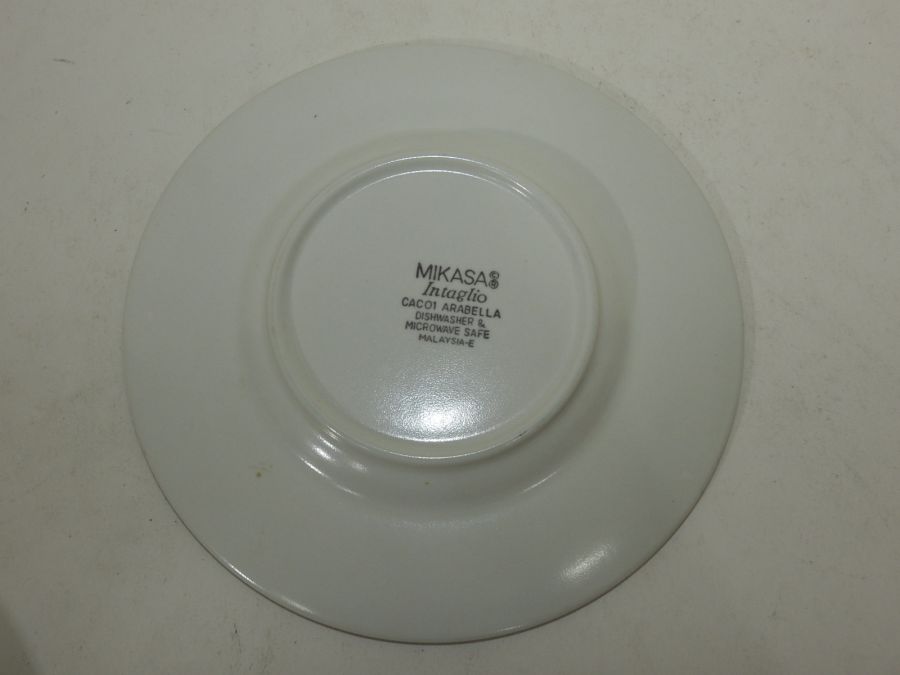 MIKASA©®
Intaglio
CAC01 ARABELLA
DISHWASHER &
MICROWAVE SAFE
MALAYSIA-E